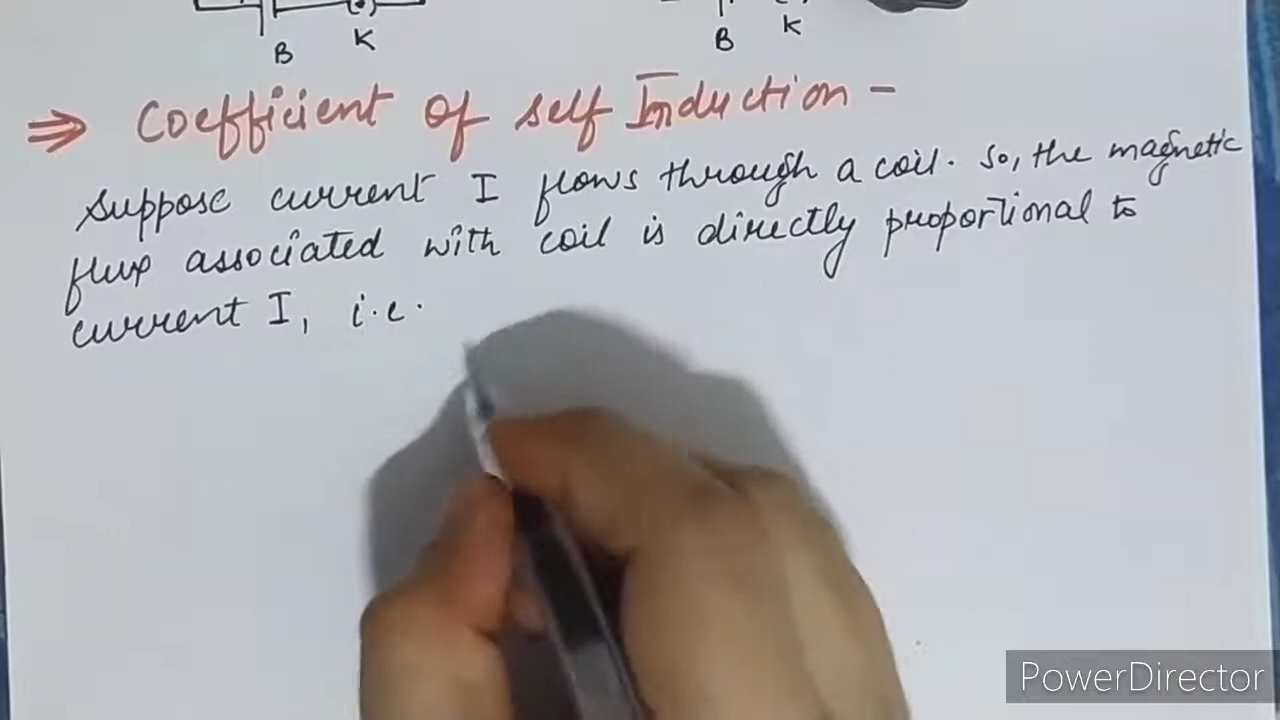 B K B K
⇒ Coefficient of self Induction -
Suppose current I flows through a coil. So, the magnetic
flux associated with coil is directly proportional to
current I, i.e.
PowerDirector